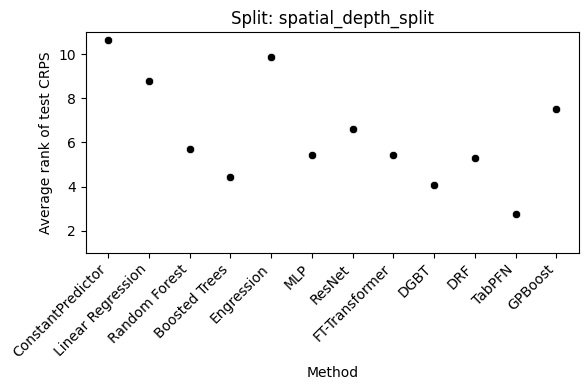 Split: spatial_depth_split
Average rank of test CRPS
10
8
6
4
2
ConstantPredictor
Linear Regression
Random Forest
Boosted Trees
Engression
MLP
ResNet
FT-Transformer
DGBT
DRF
TabPFN
GPBoost
Method